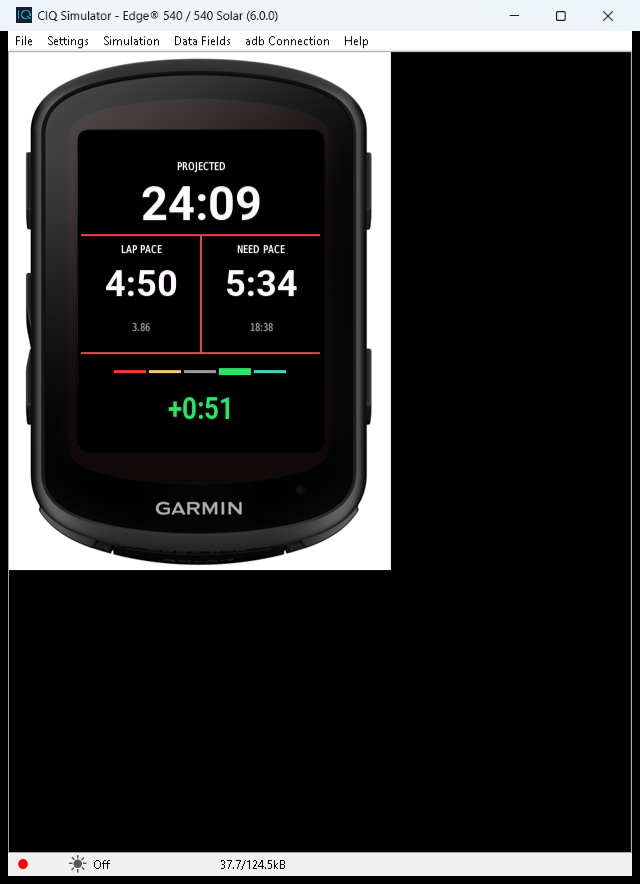 CIQ Simulator - Edge® 540 / 540 Solar (6.0.0)
File Settings Simulation Data Fields adb Connection Help
PROJECTED
24:09
LAP PACE NEED PACE
4:50 5:34
3.86 18:38
+0:51
GARMIN
Off 37.7/124.5kB